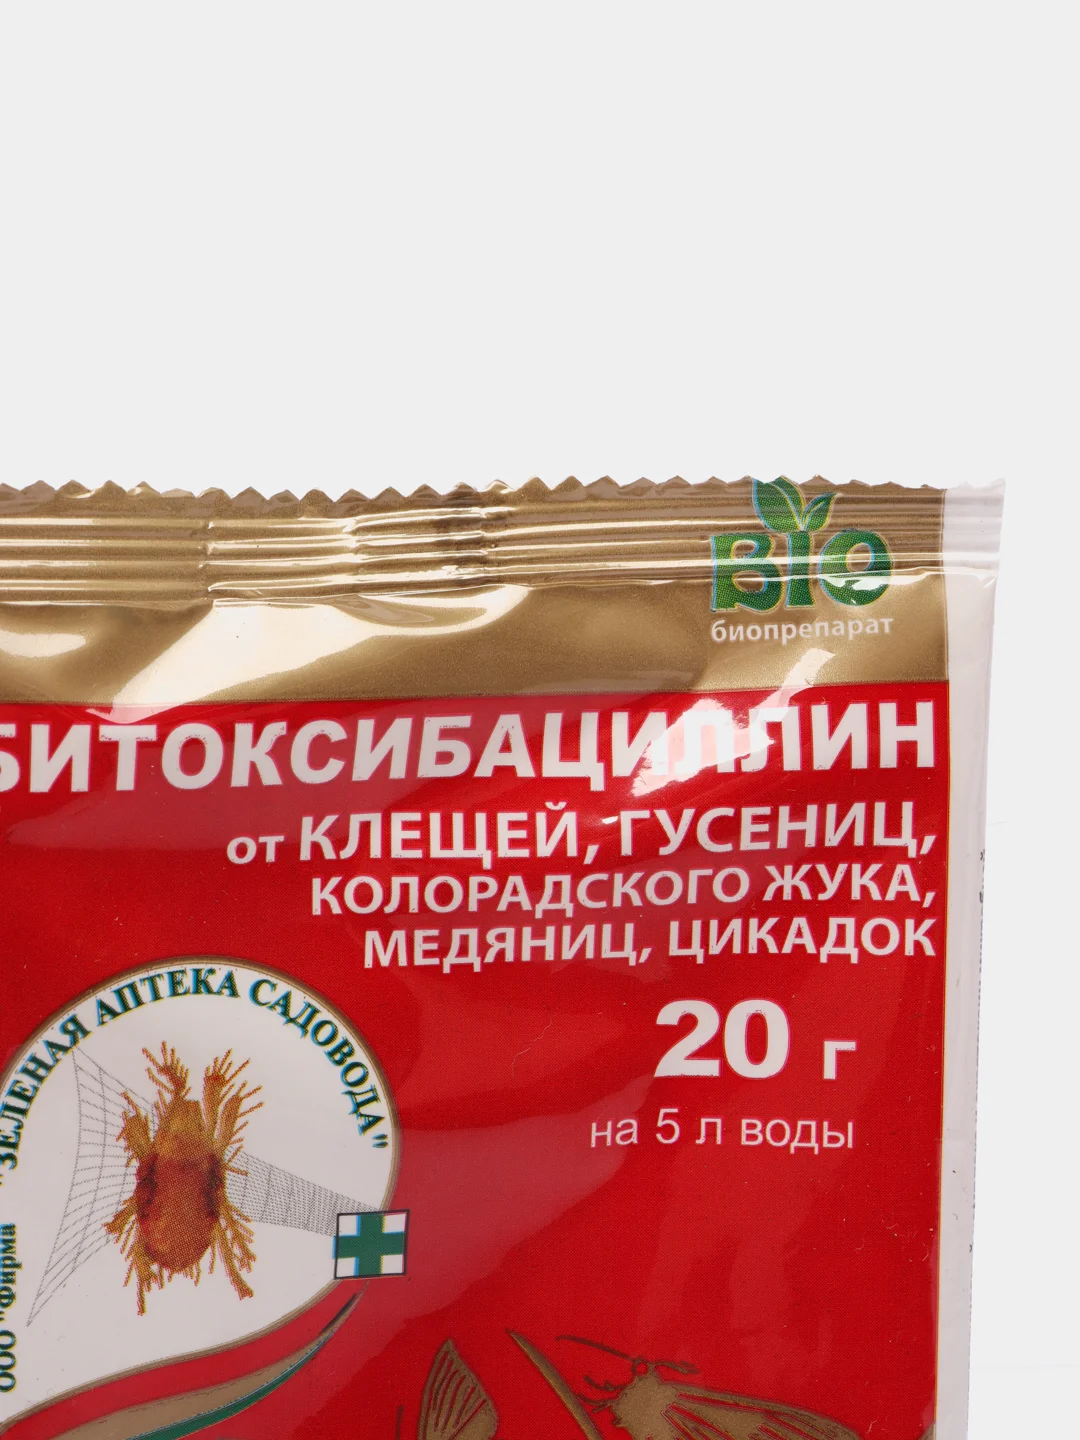 BIO
биопрепарат
БИТОКСИБАЦИЛЛИН
от КЛЕЩЕЙ, ГУСЕНИЦ,
КОЛОРАДСКОГО ЖУКА,
МЕДЯНИЦ, ЦИКАДОК
20 г
на 5 л воды
ООО "Фирма "ЗЕЛЕНАЯ АПТЕКА САДОВОДА"